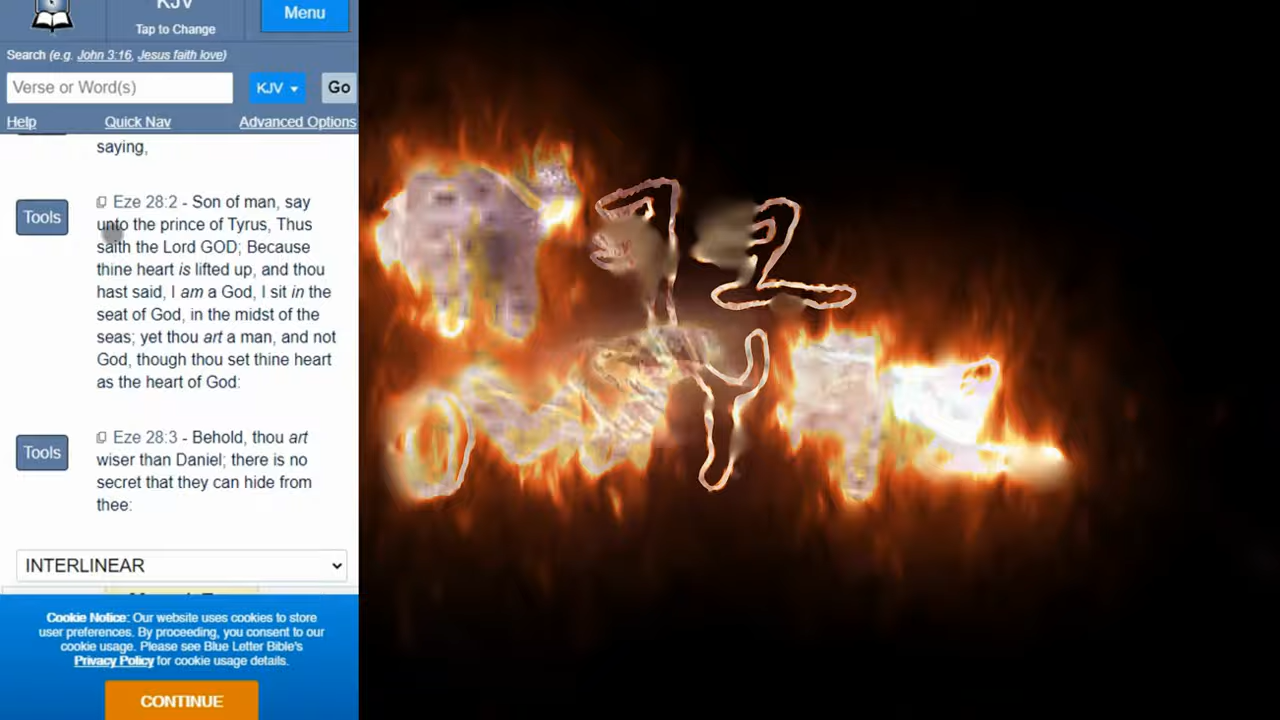 KJV
Menu
Tap to Change
Search (e.g. John 3:16, Jesus faith love)
Verse or Word(s)
KJV
Go
Help Quick Nav Advanced Options
saying,
Tools
Eze 28:2 - Son of man, say
unto the prince of Tyrus, Thus
saith the Lord GOD; Because
thine heart is lifted up, and thou
hast said, I am a God, I sit in the
seat of God, in the midst of the
seas; yet thou art a man, and not
God, though thou set thine heart
as the heart of God:
Tools
Eze 28:3 - Behold, thou art
wiser than Daniel; there is no
secret that they can hide from
thee:
INTERLINEAR
Cookie Notice: Our website uses cookies to store
user preferences. By proceeding, you consent to our
cookie usage. Please see Blue Letter Bible's
Privacy Policy for cookie usage details.
CONTINUE